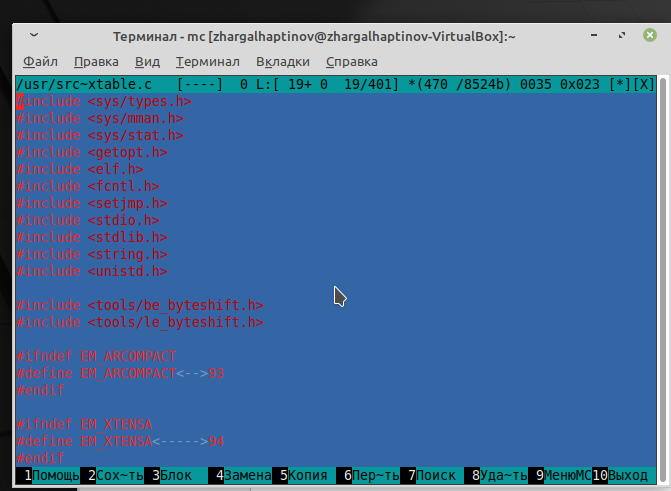 Терминал - mc [zhargalhaptinov@zhargalhaptinov-VirtualBox]:~
Файл Правка Вид Терминал Вкладки Справка
/usr/src~xtable.c [----] 0 L:[ 19+ 0 19/401] *(470 /8524b) 0035 0x023 [*][X]
#include <sys/types.h>
#include <sys/mman.h>
#include <sys/stat.h>
#include <getopt.h>
#include <elf.h>
#include <fcntl.h>
#include <setjmp.h>
#include <stdio.h>
#include <stdlib.h>
#include <string.h>
#include <unistd.h>
#include <tools/be_byteshift.h>
#include <tools/le_byteshift.h>
#ifndef EM_ARCOMPACT
#define EM_ARCOMPACT<-->93
#endif
#ifndef EM_XTENSA
#define EM_XTENSA<----->94
#endif
1Помощь 2Сох~ть 3Блок 4Замена 5Копия 6Пер~ть 7Поиск 8Уда~ть 9МенюMC 10Выход